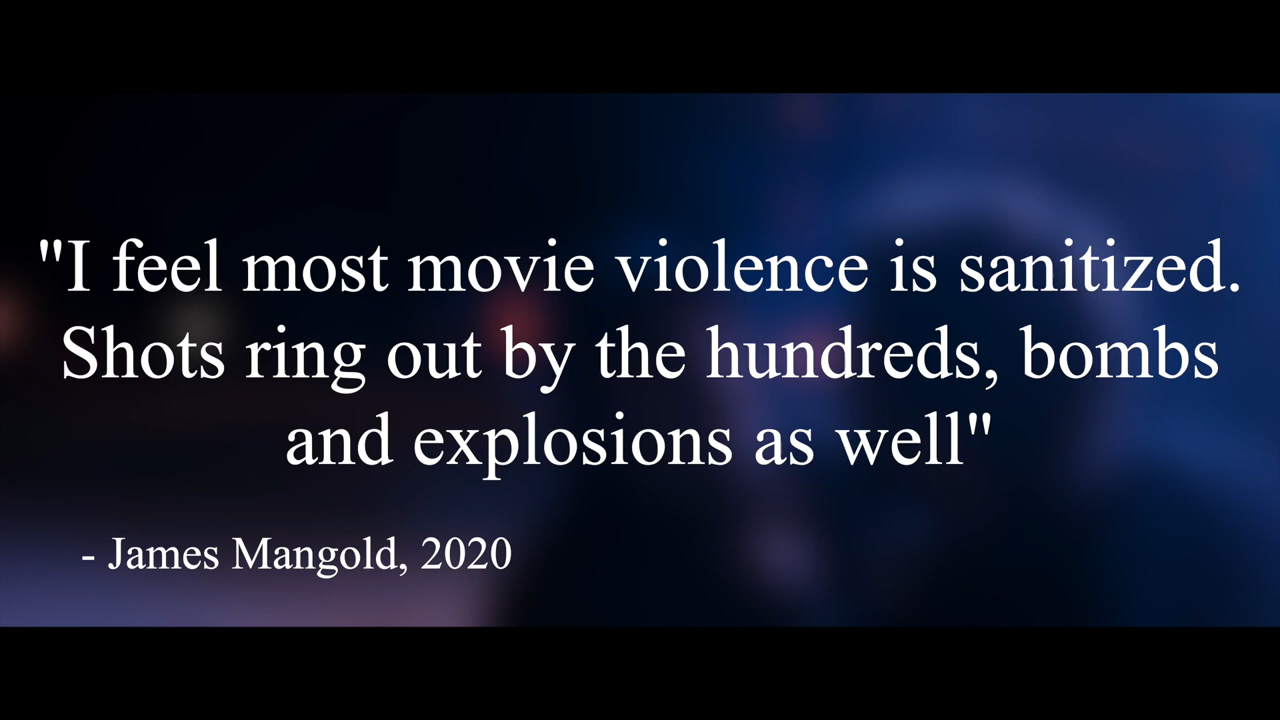 "I feel most movie violence is sanitized.
Shots ring out by the hundreds, bombs
and explosions as well"
- James Mangold, 2020